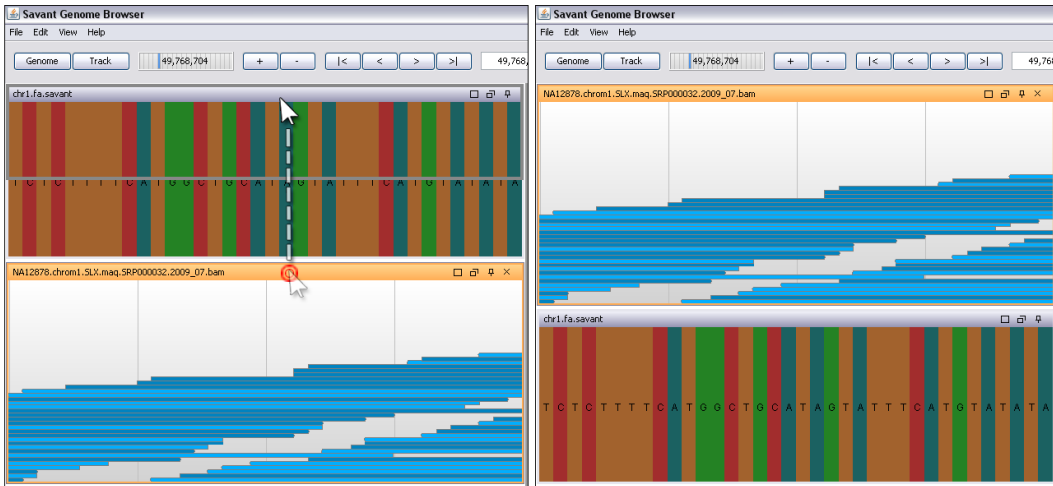 Savant Genome Browser
File Edit View Help
Genome Track 49,768,704 + - |< < > >| 49,768,
chr1.fa.savant
T C T C T T T T C A T G G C T G C A T A G T A T T T C A T G T A T A T A
NA12878.chrom1.SLX.maq.SRP000032.2009_07.bam
Savant Genome Browser
File Edit View Help
Genome Track 49,768,704 + - |< < > >| 49,76
NA12878.chrom1.SLX.maq.SRP000032.2009_07.bam
chr1.fa.savant
T C T C T T T T C A T G G C T G C A T A G T A T T T C A T G T A T A T A